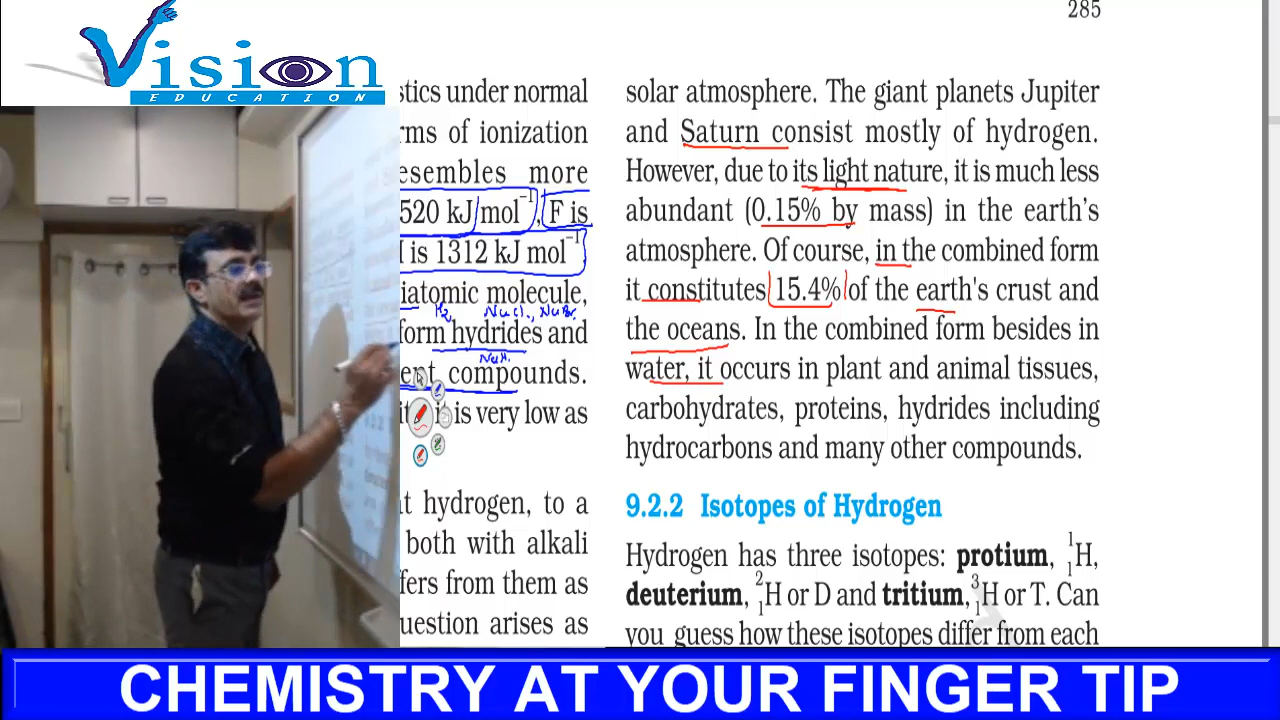 285
Vision
EDUCATION
stics under normal
rms of ionization
esembles more
520 kJ mol⁻¹, F is
H is 1312 kJ mol⁻¹
iatomic molecule,
H₂ NaCl, NaBr
form hydrides and
NaH
ent compounds.
it is very low as
t hydrogen, to a
both with alkali
ffers from them as
uestion arises as
solar atmosphere. The giant planets Jupiter
and Saturn consist mostly of hydrogen.
However, due to its light nature, it is much less
abundant (0.15% by mass) in the earth's
atmosphere. Of course, in the combined form
it constitutes 15.4% of the earth's crust and
the oceans. In the combined form besides in
water, it occurs in plant and animal tissues,
carbohydrates, proteins, hydrides including
hydrocarbons and many other compounds.
9.2.2 Isotopes of Hydrogen
Hydrogen has three isotopes: protium, ¹₁H,
deuterium, ²₁H or D and tritium, ³₁H or T. Can
you guess how these isotopes differ from each
CHEMISTRY AT YOUR FINGER TIP